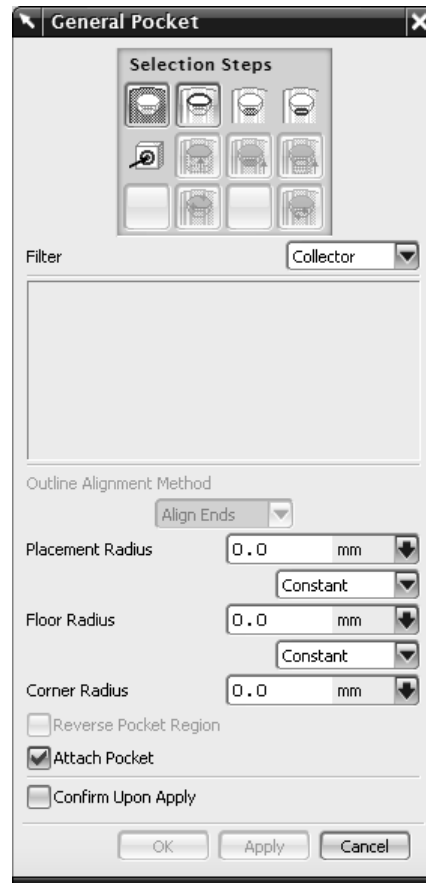 General Pocket
Selection Steps
Filter Collector
Outline Alignment Method
Align Ends
Placement Radius 0.0 mm
Constant
Floor Radius 0.0 mm
Constant
Corner Radius 0.0 mm
Reverse Pocket Region
Attach Pocket
Confirm Upon Apply
OK Apply Cancel